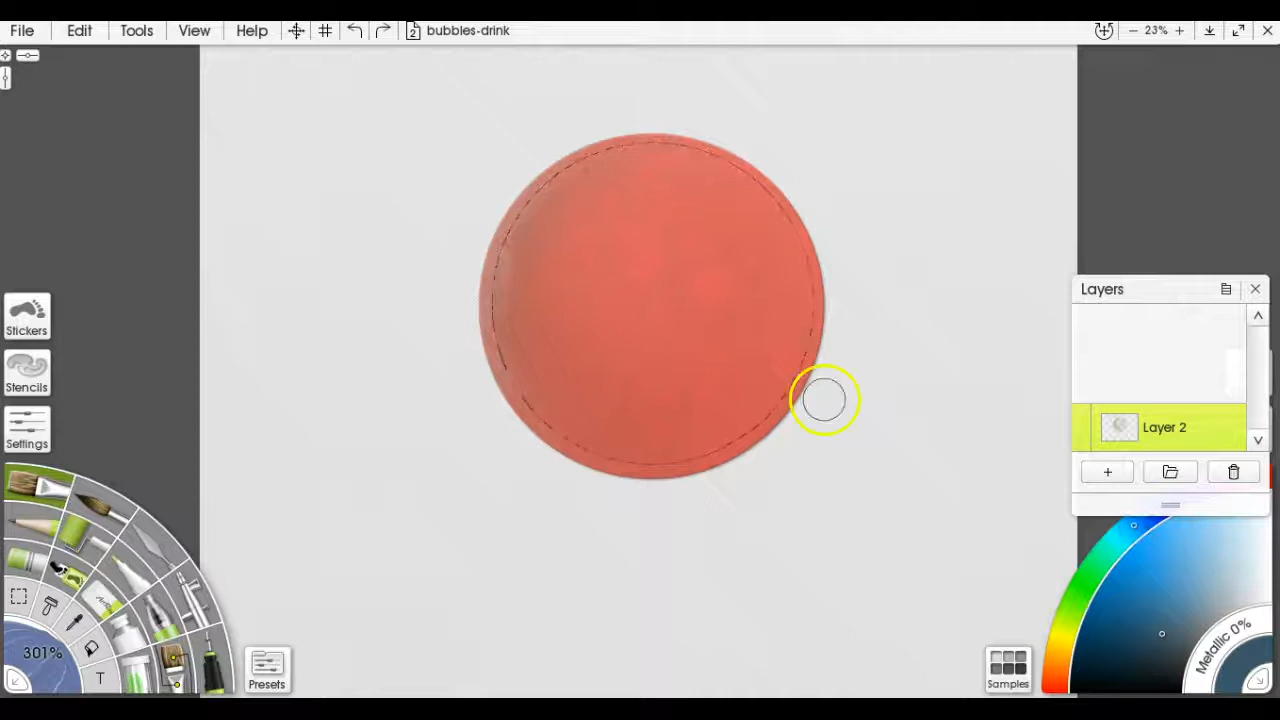 File Edit Tools View Help 2 bubbles-drink − 23% +
Layers
Stickers
Stencils
Settings
Layer 2
+
301%
T
Presets
Samples
Metallic 0%